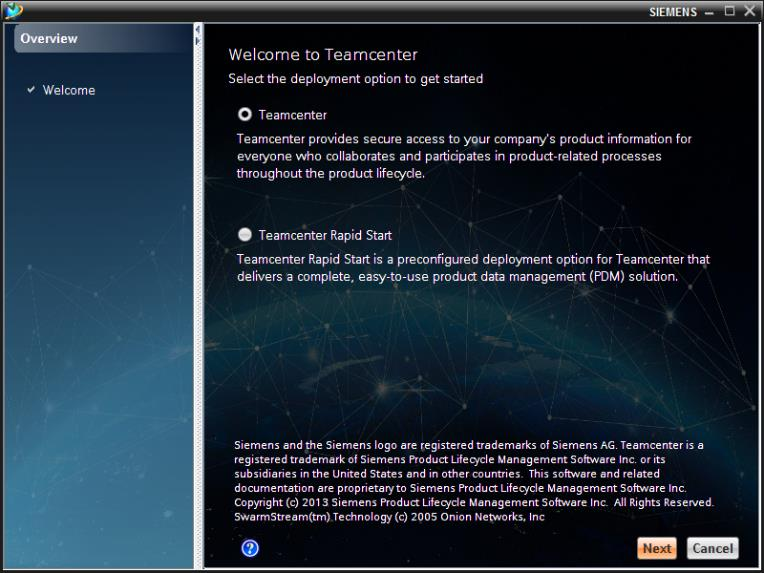 SIEMENS
Overview
Welcome
Welcome to Teamcenter
Select the deployment option to get started
Teamcenter
Teamcenter provides secure access to your company's product information for
everyone who collaborates and participates in product-related processes
throughout the product lifecycle.
Teamcenter Rapid Start
Teamcenter Rapid Start is a preconfigured deployment option for Teamcenter that
delivers a complete, easy-to-use product data management (PDM) solution.
Siemens and the Siemens logo are registered trademarks of Siemens AG. Teamcenter is a
registered trademark of Siemens Product Lifecycle Management Software Inc. or its
subsidiaries in the United States and in other countries. This software and related
documentation are proprietary to Siemens Product Lifecycle Management Software Inc.
Copyright (c) 2013 Siemens Product Lifecycle Management Software Inc. All Rights Reserved.
SwarmStream(tm) Technology (c) 2005 Onion Networks, Inc
?
Next
Cancel